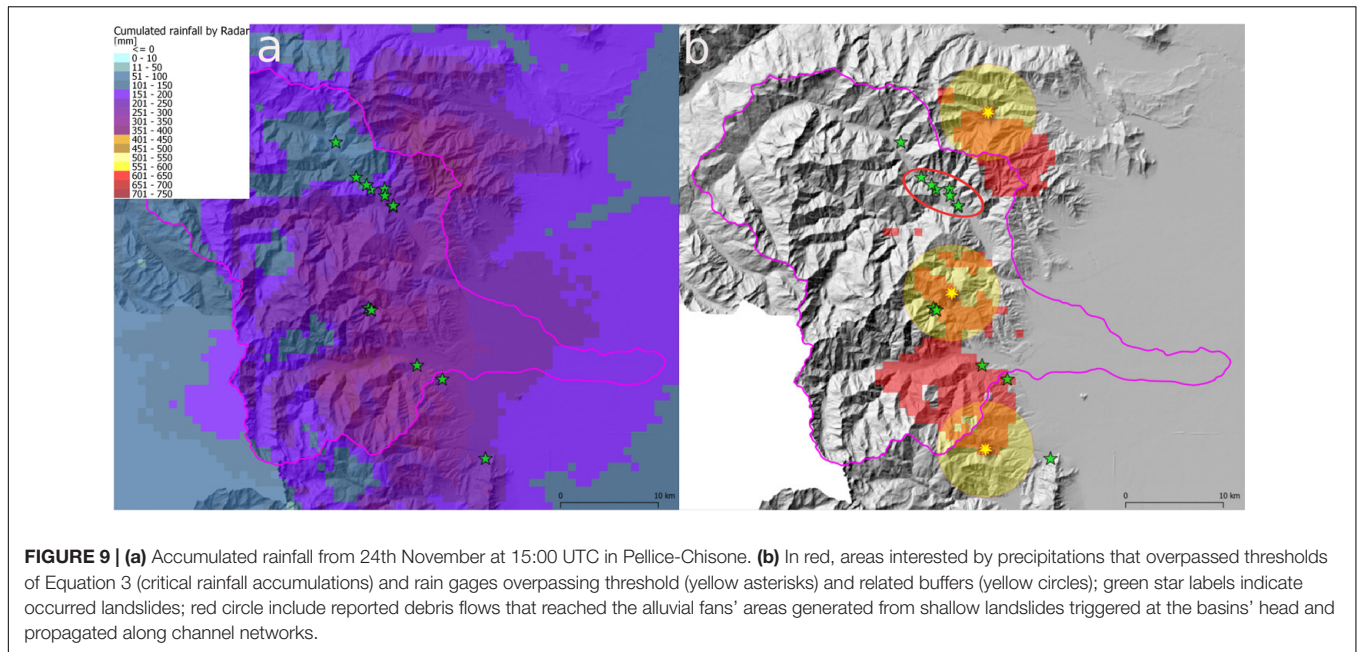 Cumulated rainfall by Radar
[mm]
<= 0
0 - 10
11 - 50
51 - 100
101 - 150
151 - 200
201 - 250
251 - 300
301 - 350
351 - 400
401 - 450
451 - 500
501 - 550
551 - 600
601 - 650
651 - 700
701 - 750
a
0 10 km
b
0 10 km
FIGURE 9 | (a) Accumulated rainfall from 24th November at 15:00 UTC in Pellice-Chisone. (b) In red, areas interested by precipitations that overpassed thresholds
of Equation 3 (critical rainfall accumulations) and rain gages overpassing threshold (yellow asterisks) and related buffers (yellow circles); green star labels indicate
occurred landslides; red circle include reported debris flows that reached the alluvial fans’ areas generated from shallow landslides triggered at the basins’ head and
propagated along channel networks.